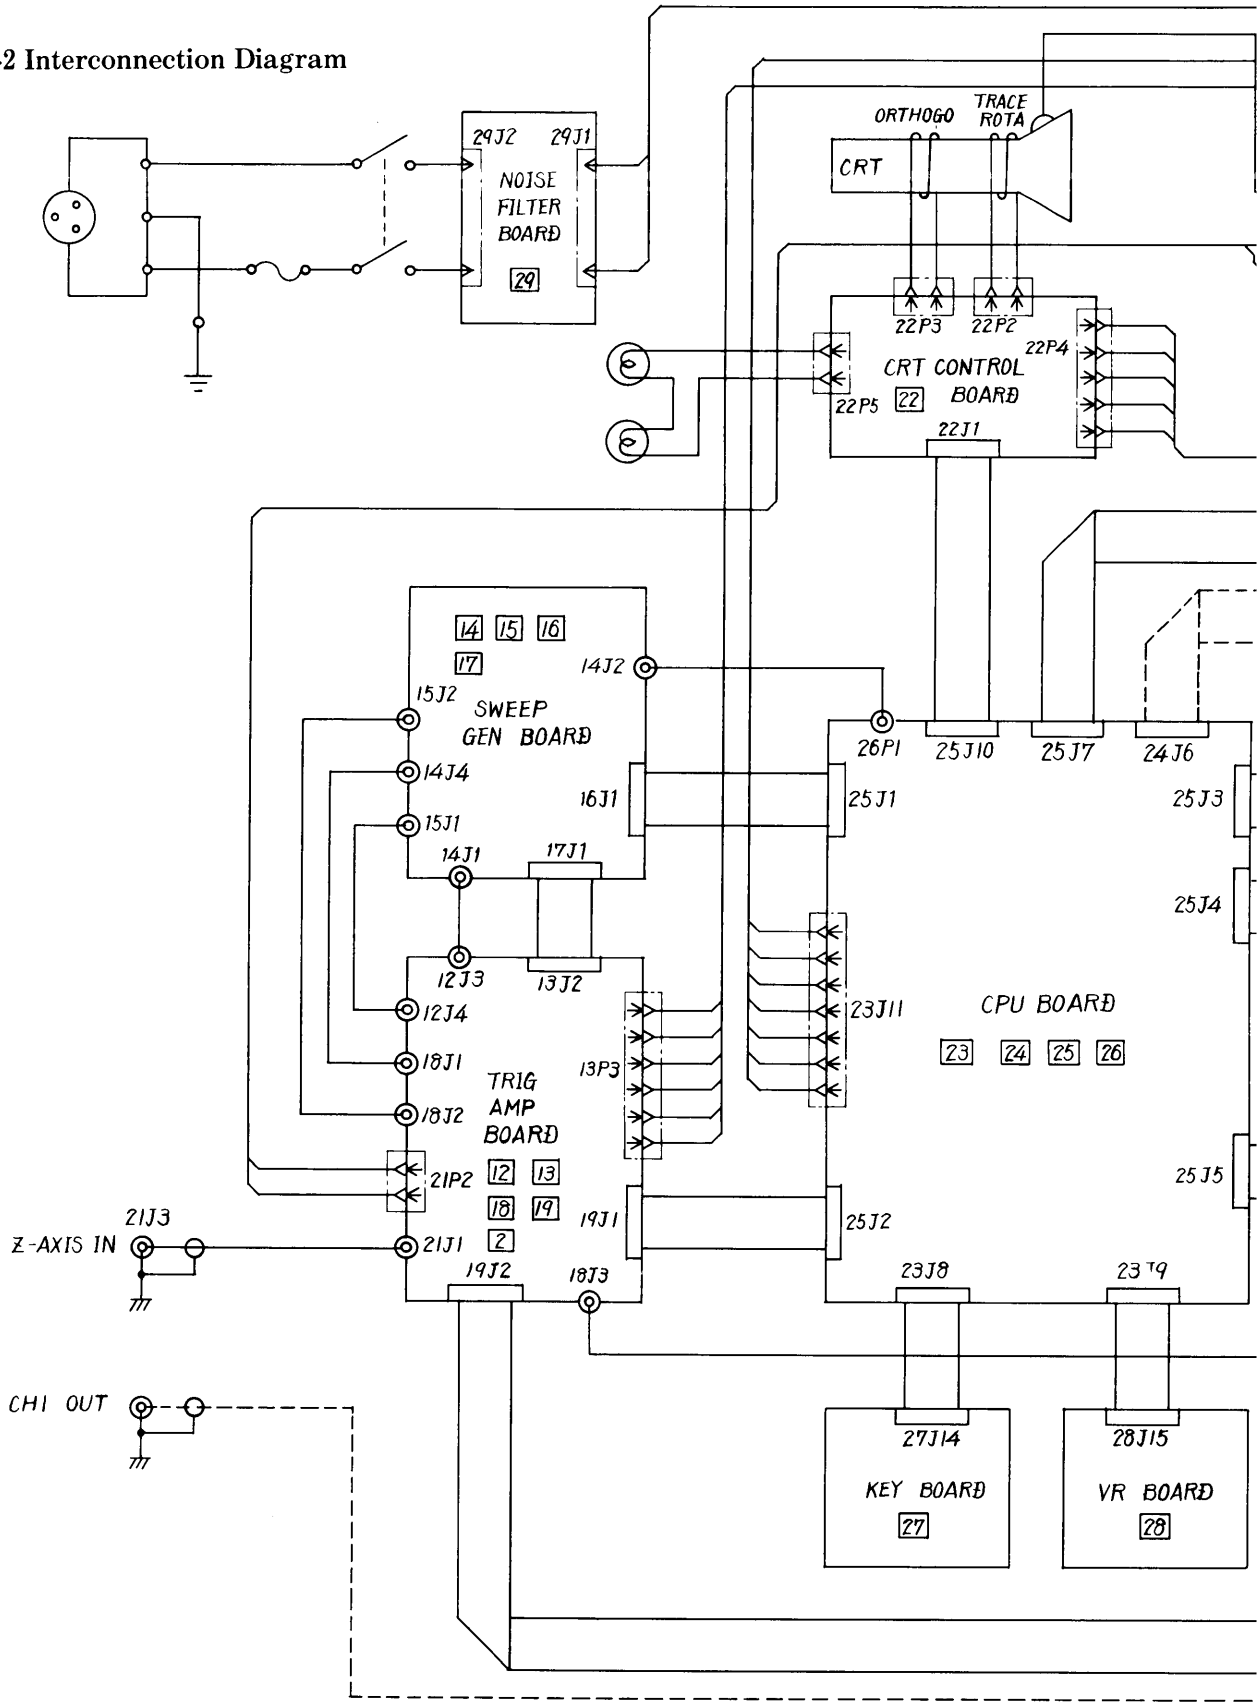 -2 Interconnection Diagram
29J2
29J1
NOISE
FILTER
BOARD
29
ORTHOGO
TRACE
ROTA
CRT
22P3
22P2
22P4
CRT CONTROL
BOARD
22
22P5
22J1
14 15 16
17
14J2
15J2
SWEEP
GEN BOARD
14J4
15J1
16J1
14J1
17J1
26P1
25J10
25J7
24J6
25J1
25J3
25J4
12J3
13J2
12J4
18J1
18J2
13P3
TRIG
AMP
BOARD
12 13
18 19
2
21P2
19J1
23J11
CPU BOARD
23 24 25 26
25J5
25J2
21J3
Z-AXIS IN
21J1
19J2
18J3
23J8
23J9
CH1 OUT
27J14
KEY BOARD
27
28J15
VR BOARD
28